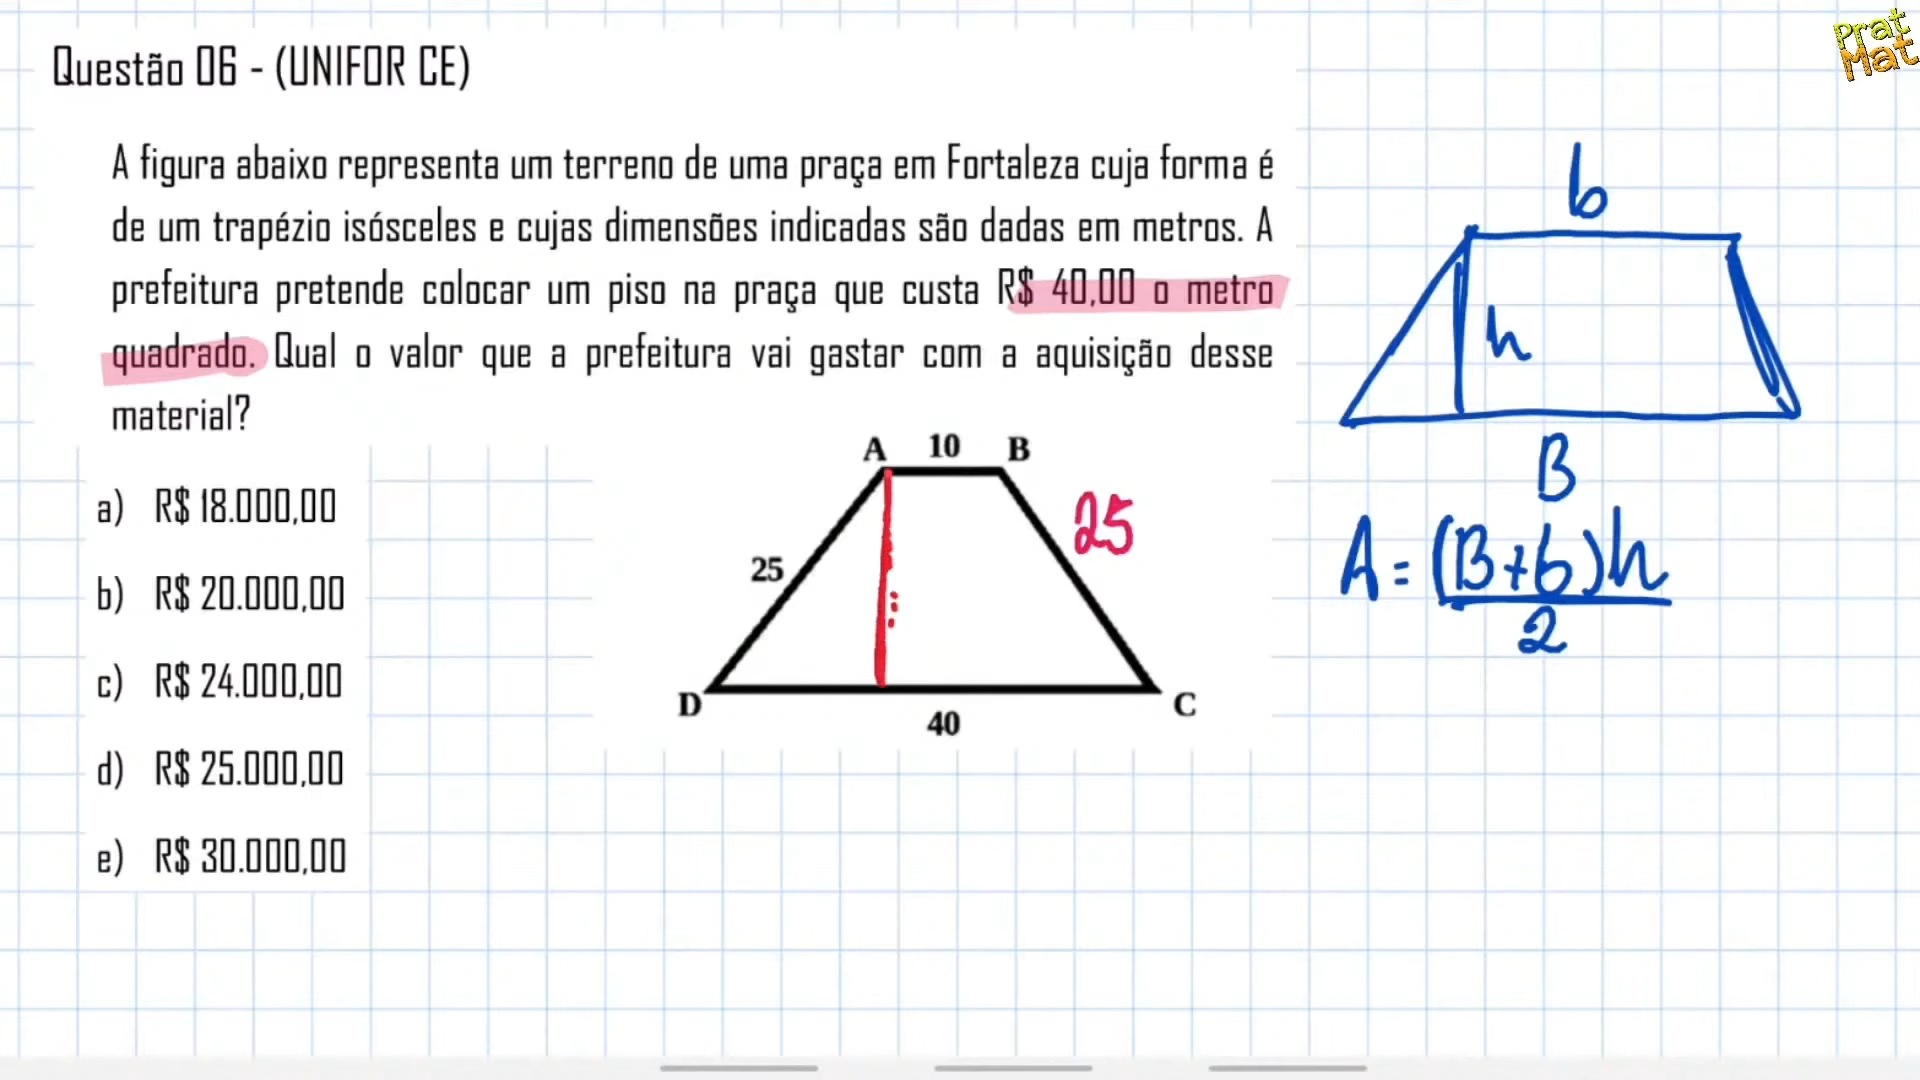 Prat
Mat
Questão 06 - (UNIFOR CE)
A figura abaixo representa um terreno de uma praça em Fortaleza cuja forma é
de um trapézio isósceles e cujas dimensões indicadas são dadas em metros. A
prefeitura pretende colocar um piso na praça que custa R$ 40,00 o metro
quadrado. Qual o valor que a prefeitura vai gastar com a aquisição desse
material?
a) R$ 18.000,00
b) R$ 20.000,00
c) R$ 24.000,00
d) R$ 25.000,00
e) R$ 30.000,00
A 10 B
25
25
D C
40
b
h
B
A = (B+b)h
2